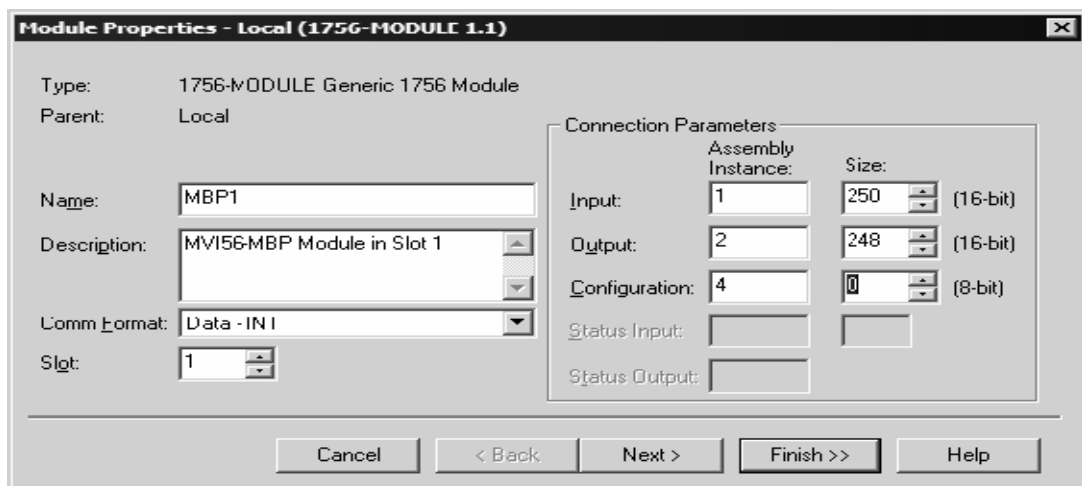 Module Properties - Local (1756-MODULE 1.1)
Type: 1756-MODULE Generic 1756 Module
Parent: Local
Connection Parameters
Assembly Instance: Size:
Name: MBP1
Input: 1 250 (16-bit)
Description: MVI56-MBP Module in Slot 1
Output: 2 248 (16-bit)
Configuration: 4 0 (8-bit)
Comm Format: Data - INT
Status Input:
Slot: 1
Status Output:
Cancel < Back Next > Finish >> Help